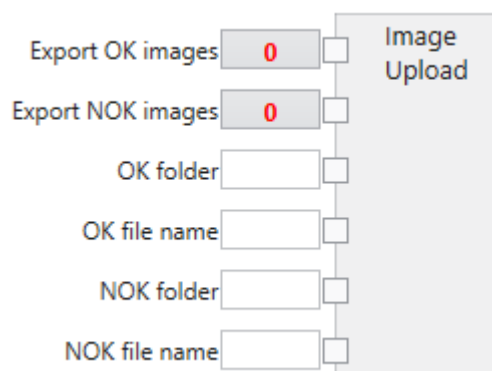 Export OK images 0
Image
Upload
Export NOK images 0
OK folder
OK file name
NOK folder
NOK file name